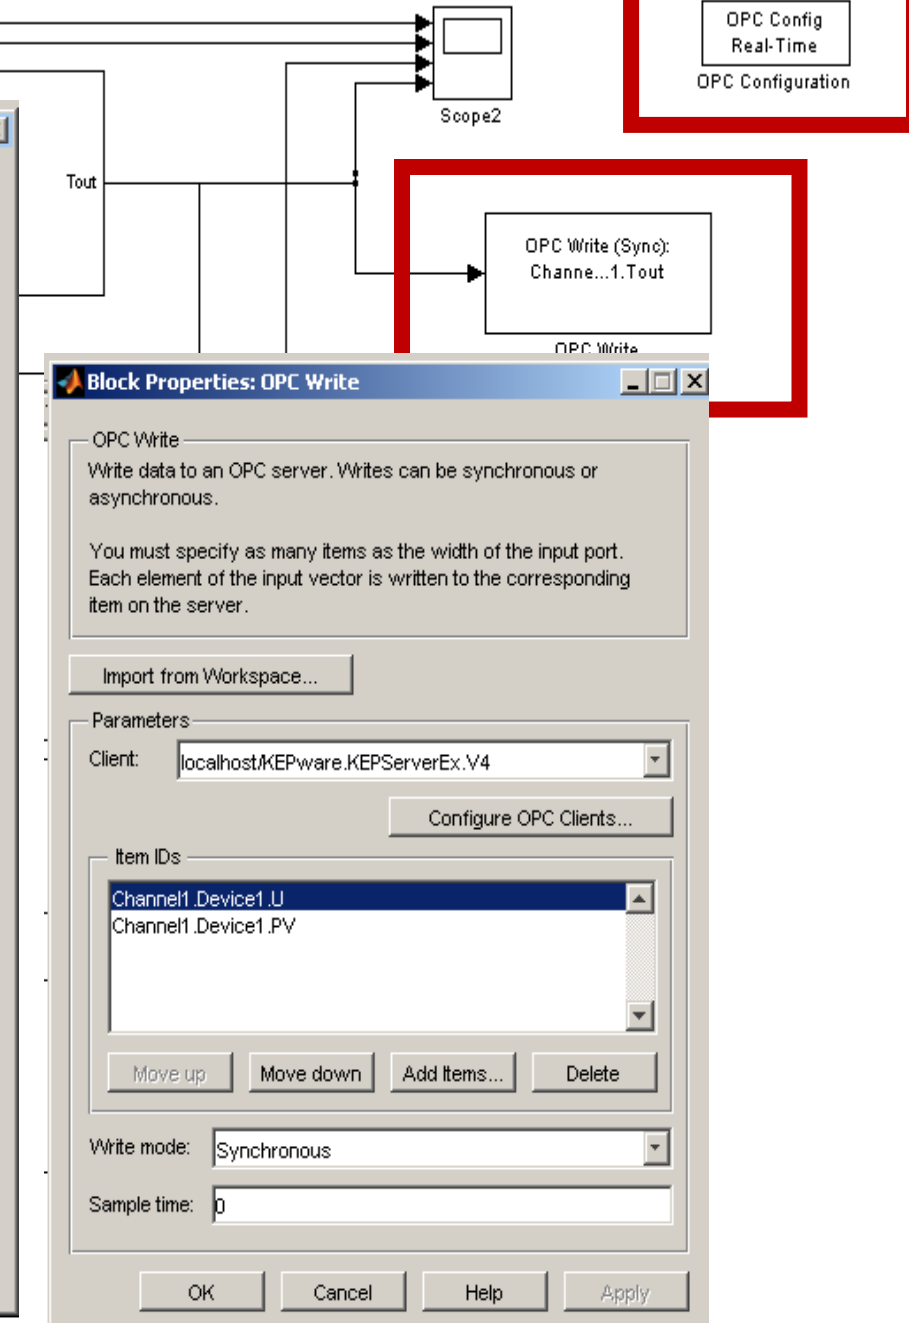 OPC Config
Real-Time
OPC Configuration
Scope2
Tout
OPC Write (Sync):
Channe...1.Tout
OPC Write
Block Properties: OPC Write
OPC Write
Write data to an OPC server. Writes can be synchronous or
asynchronous.
You must specify as many items as the width of the input port.
Each element of the input vector is written to the corresponding
item on the server.
Import from Workspace...
Parameters
Client:
localhost/KEPware.KEPServerEx.V4
Configure OPC Clients...
Item IDs
Channel1.Device1.U
Channel1.Device1.PV
Move up
Move down
Add Items...
Delete
Write mode:
Synchronous
Sample time:
0
OK
Cancel
Help
Apply